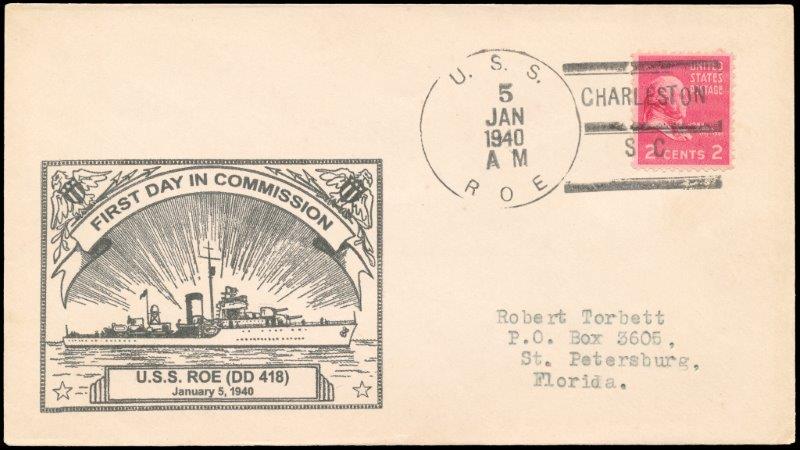 U. S. S.
5
JAN
1940
A M
ROE
CHARLESTON
S C
UNITED
STATES
POSTAGE
2 CENTS 2
FIRST DAY IN COMMISSION
U.S.S. ROE (DD 418)
January 5, 1940
Robert Torbett
P.O. Box 3605,
St. Petersburg,
Florida.